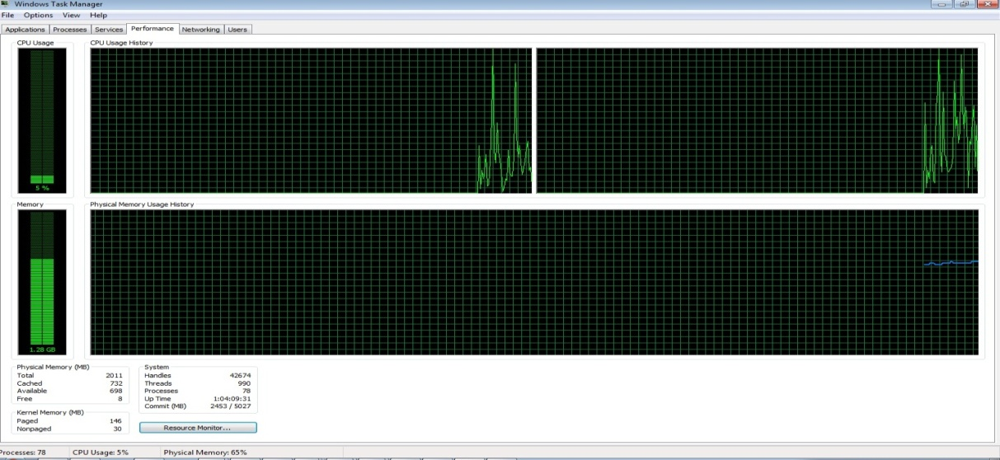 Windows Task Manager
File Options View Help
Applications Processes Services Performance Networking Users
CPU Usage CPU Usage History
5 %
Memory Physical Memory Usage History
1.28 GB
Physical Memory (MB)
Total 2011
Cached 732
Available 698
Free 8
Kernel Memory (MB)
Paged 146
Nonpaged 30
System
Handles 42674
Threads 990
Processes 78
Up Time 1:04:09:31
Commit (MB) 2453 / 5027
Resource Monitor...
Processes: 78 CPU Usage: 5% Physical Memory: 65%